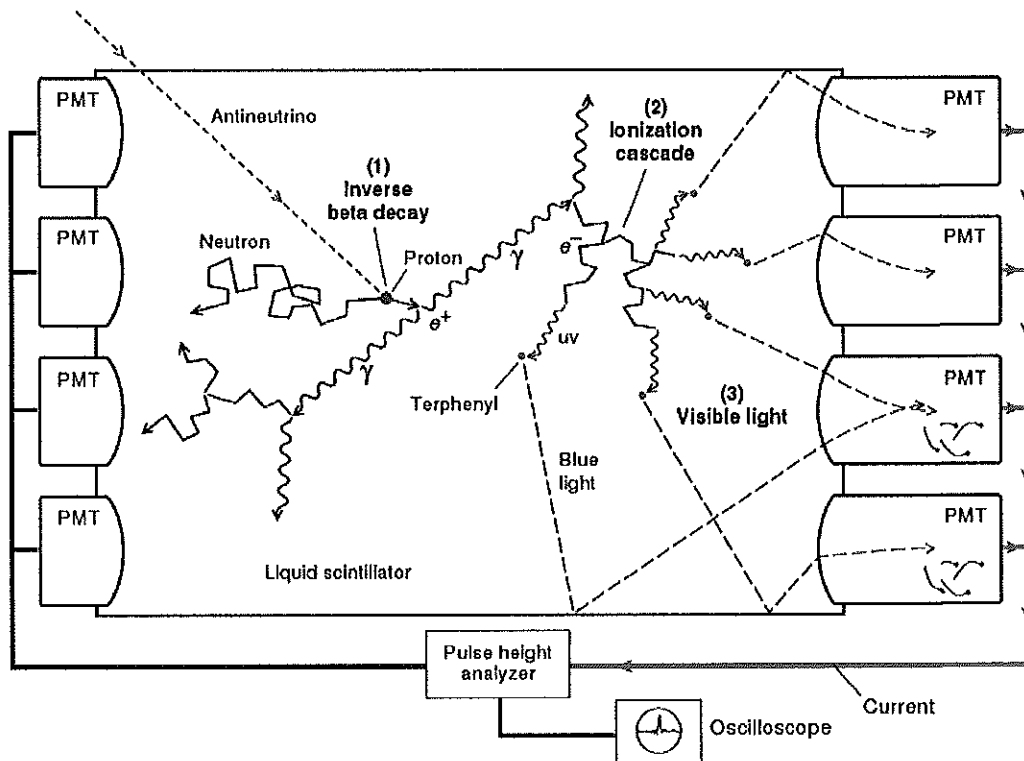 PMT
PMT
Antineutrino
(1)
Inverse
beta decay
(2)
Ionization
cascade
Neutron
Proton
γ
e⁻
PMT
PMT
e⁺
γ
uv
PMT
PMT
Terphenyl
(3)
Visible light
Blue
light
PMT
PMT
Liquid scintillator
Pulse height
analyzer
Current
Oscilloscope